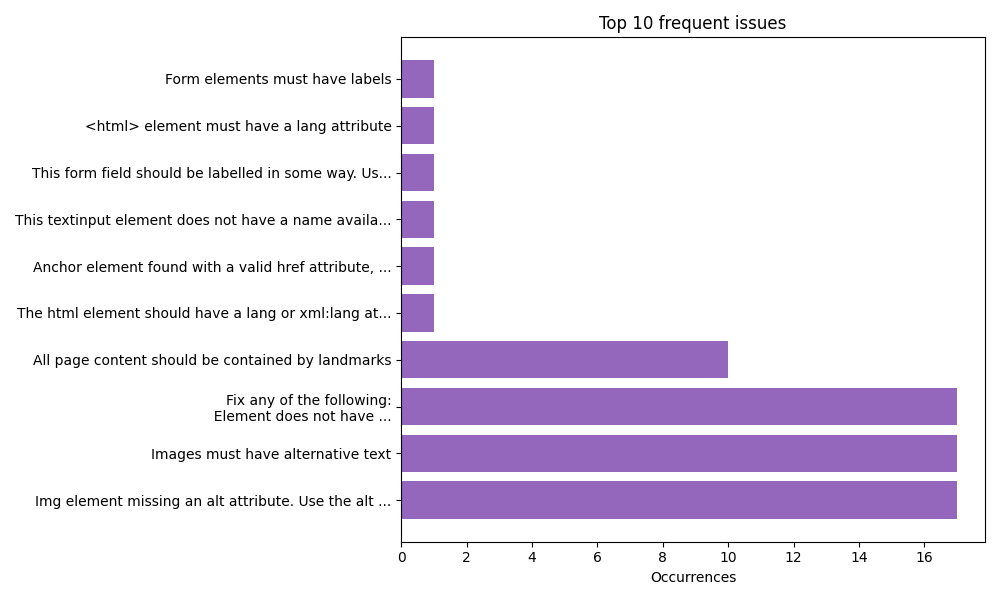 Top 10 frequent issues
Form elements must have labels
<html> element must have a lang attribute
This form field should be labelled in some way. Us...
This textinput element does not have a name availa...
Anchor element found with a valid href attribute, ...
The html element should have a lang or xml:lang at...
All page content should be contained by landmarks
Fix any of the following:
Element does not have ...
Images must have alternative text
Img element missing an alt attribute. Use the alt ...
0 2 4 6 8 10 12 14 16
Occurrences